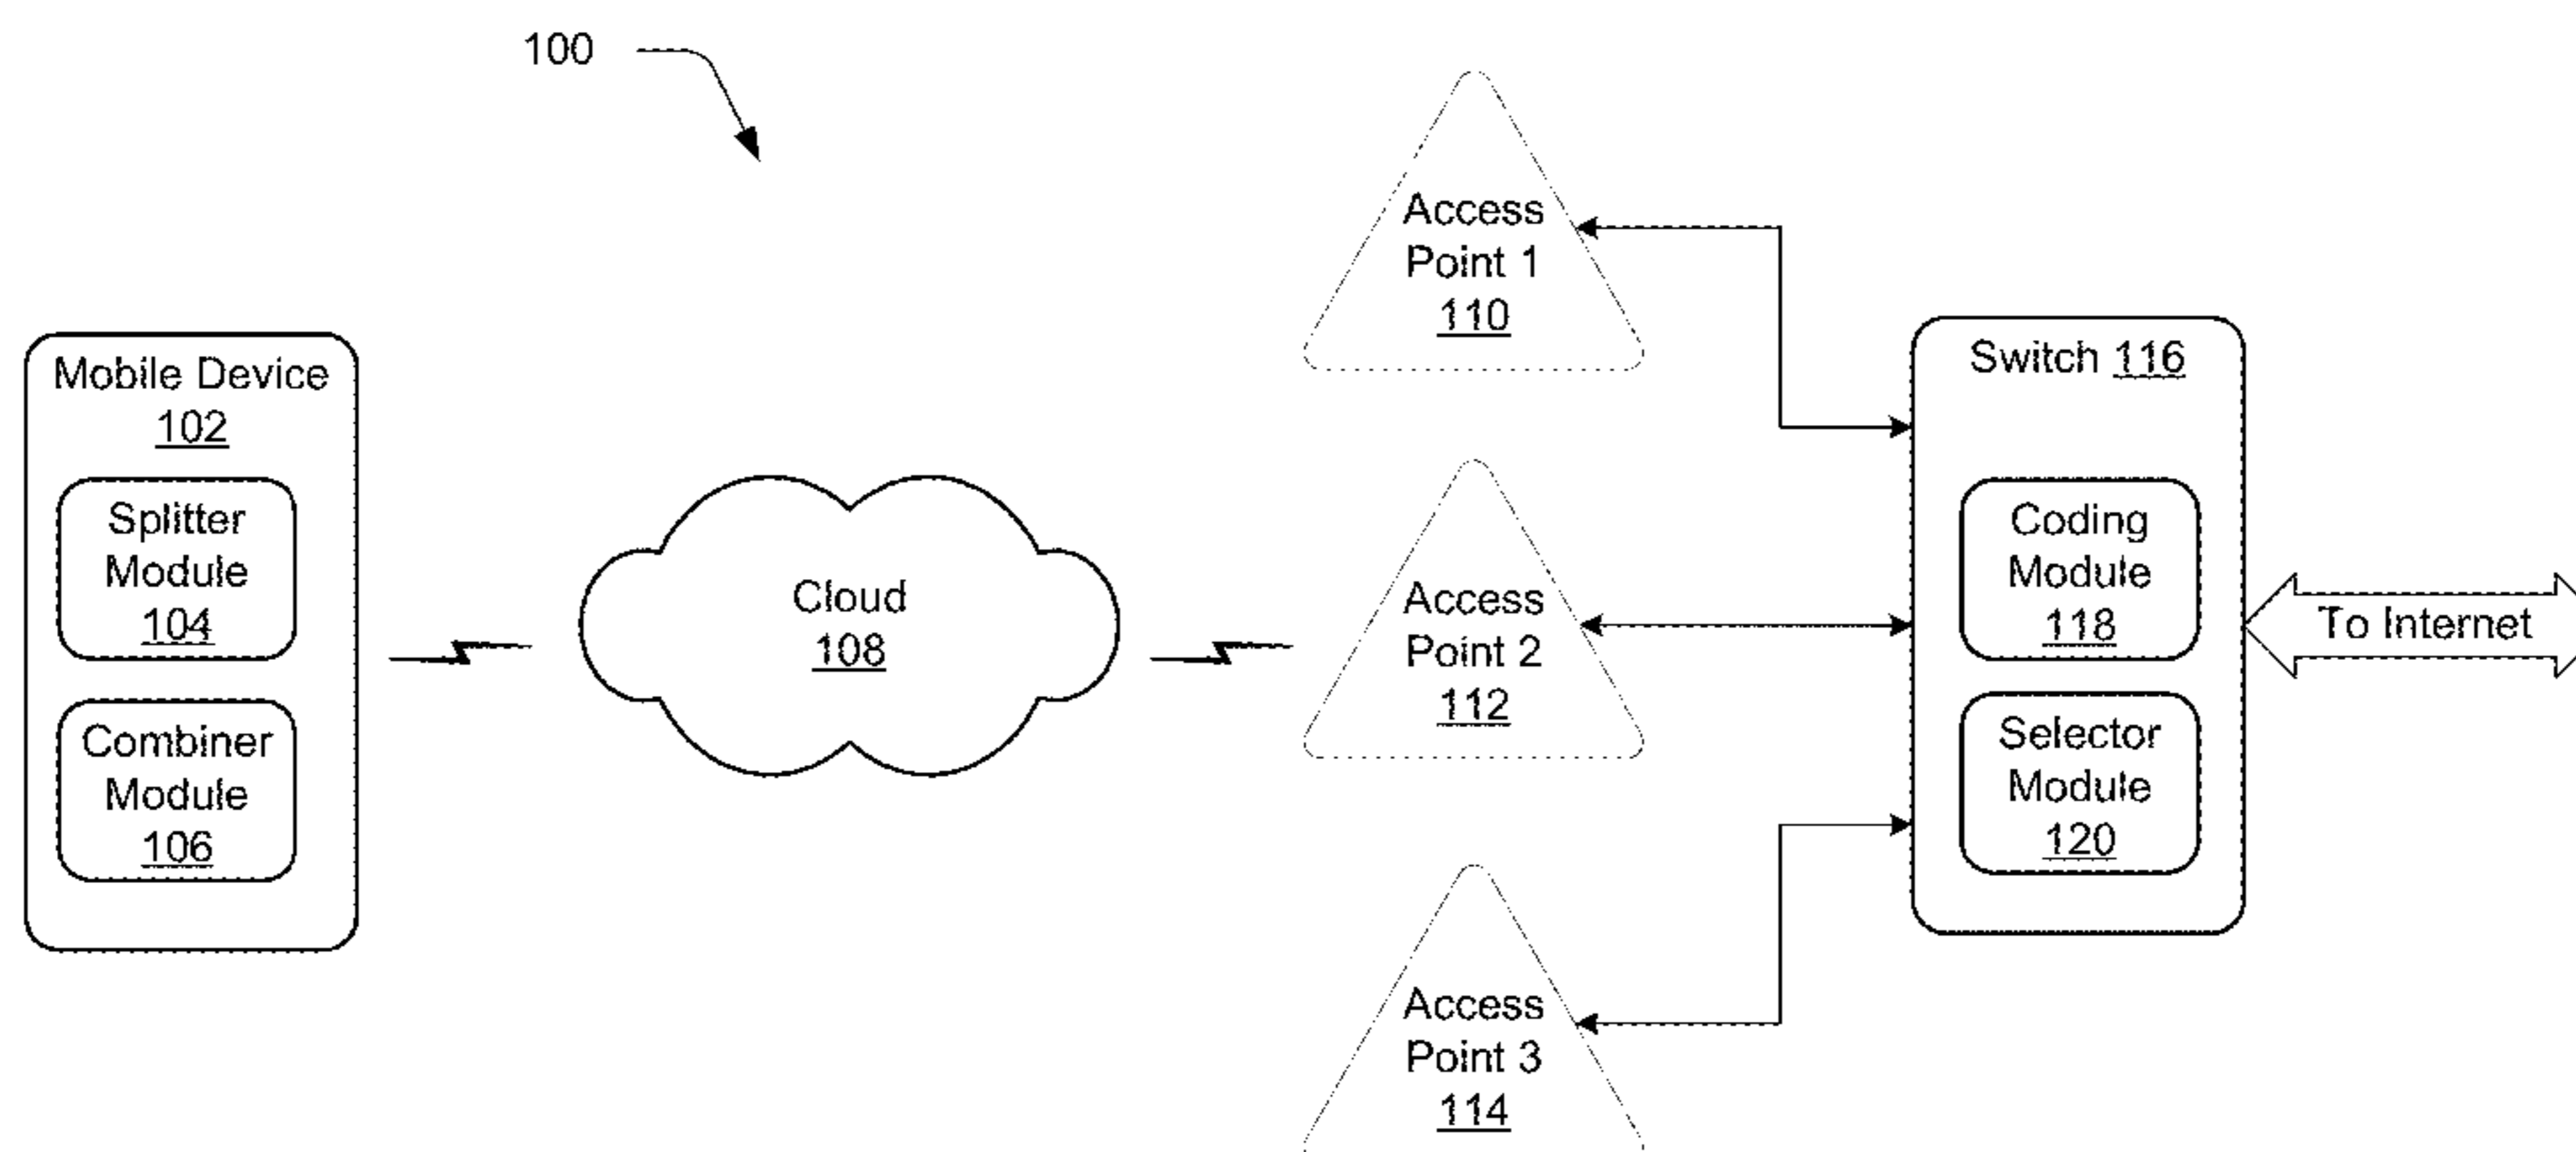 100
Mobile Device
102
Splitter
Module
104
Combiner
Module
106
Cloud
108
Access
Point 1
110
Access
Point 2
112
Access
Point 3
114
Switch 116
Coding
Module
118
Selector
Module
120
To Internet